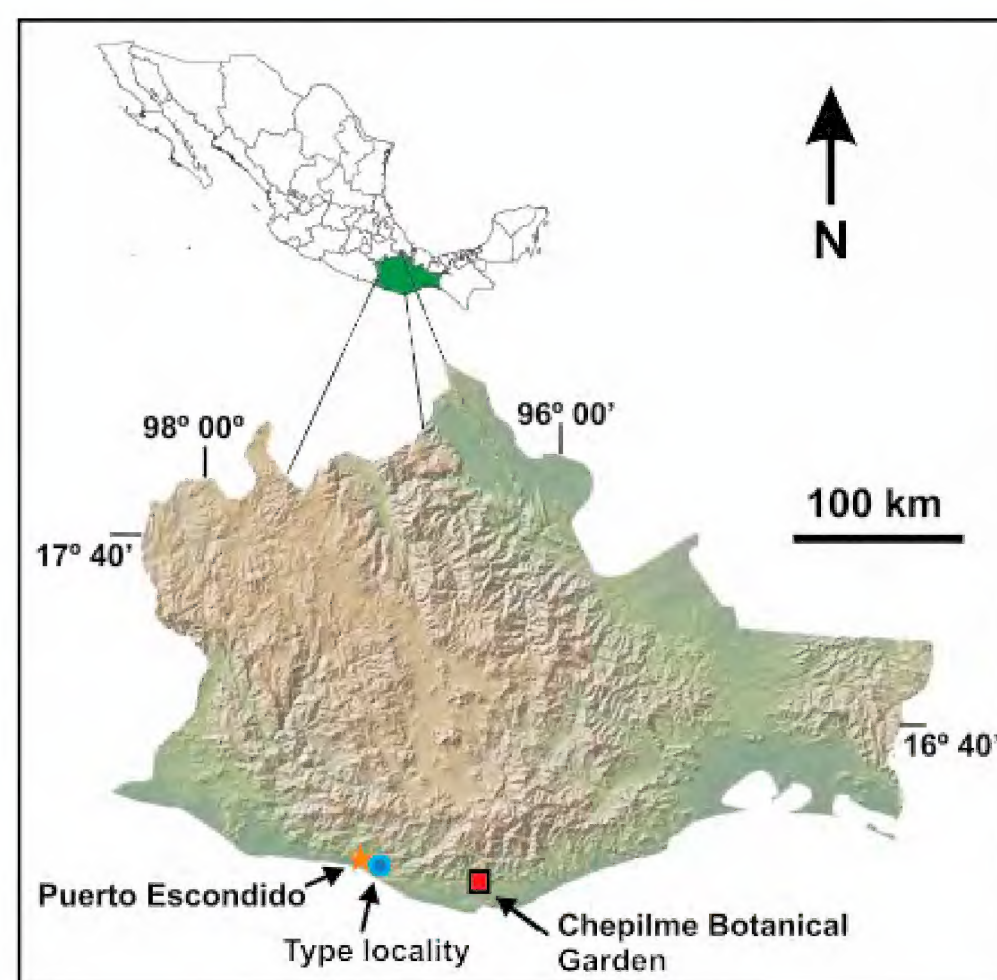 N
98º 00º
96º 00'
100 km
17º 40'
16º 40'
Puerto Escondido
Type locality
Chepilme Botanical
Garden